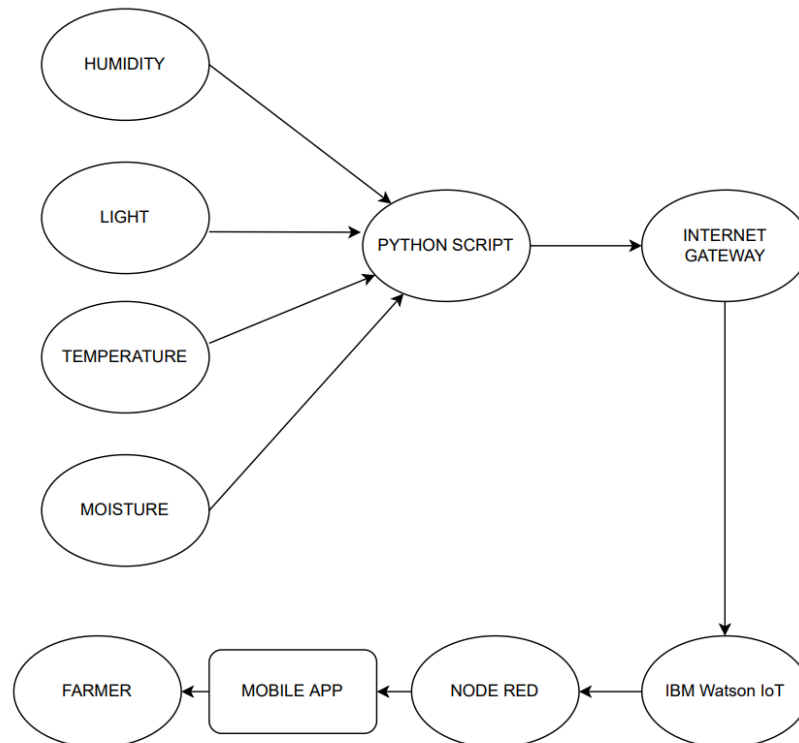 HUMIDITY
LIGHT
TEMPERATURE
MOISTURE
PYTHON SCRIPT
INTERNET
GATEWAY
IBM Watson IoT
NODE RED
MOBILE APP
FARMER